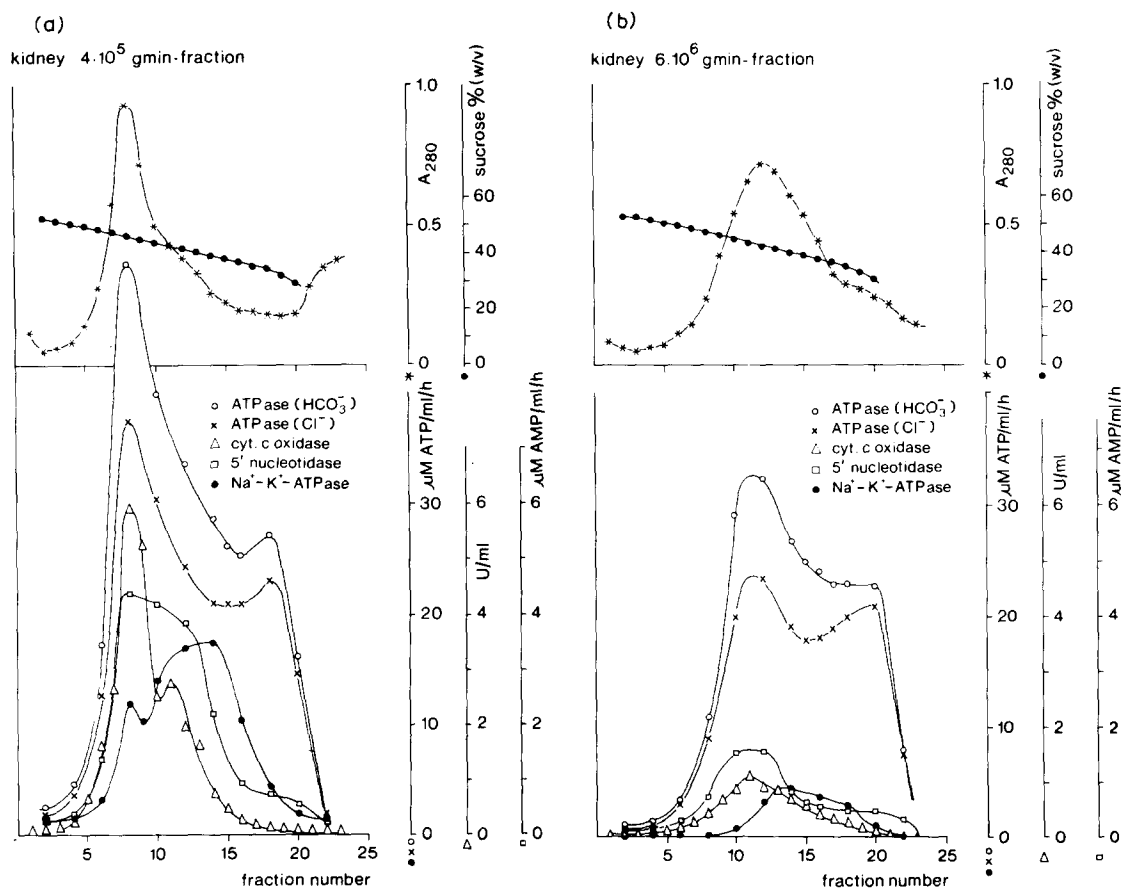 (a)
kidney 4·10⁵ gmin-fraction
1.0
0.5
0
A₂₈₀
60
40
20
0
sucrose % (w/v)
ATPase (HCO₃⁻)
ATPase (Cl⁻)
cyt. c oxidase
5' nucleotidase
Na⁺-K⁺-ATPase
30
20
10
0
μM ATP/ml/h
6
4
2
0
U/ml
6
4
2
0
μM AMP/ml/h
5
10
15
20
25
fraction number
(b)
kidney 6.10⁶ gmin-fraction
1.0
0.5
0
A₂₈₀
60
40
20
0
sucrose % (w/v)
ATPase (HCO₃⁻)
ATPase (Cl⁻)
cyt. c oxidase
5' nucleotidase
Na⁺-K⁺-ATPase
30
20
10
0
μM ATP/ml/h
6
4
2
0
U/ml
6
4
2
0
μM AMP/ml/h
5
10
15
20
25
fraction number